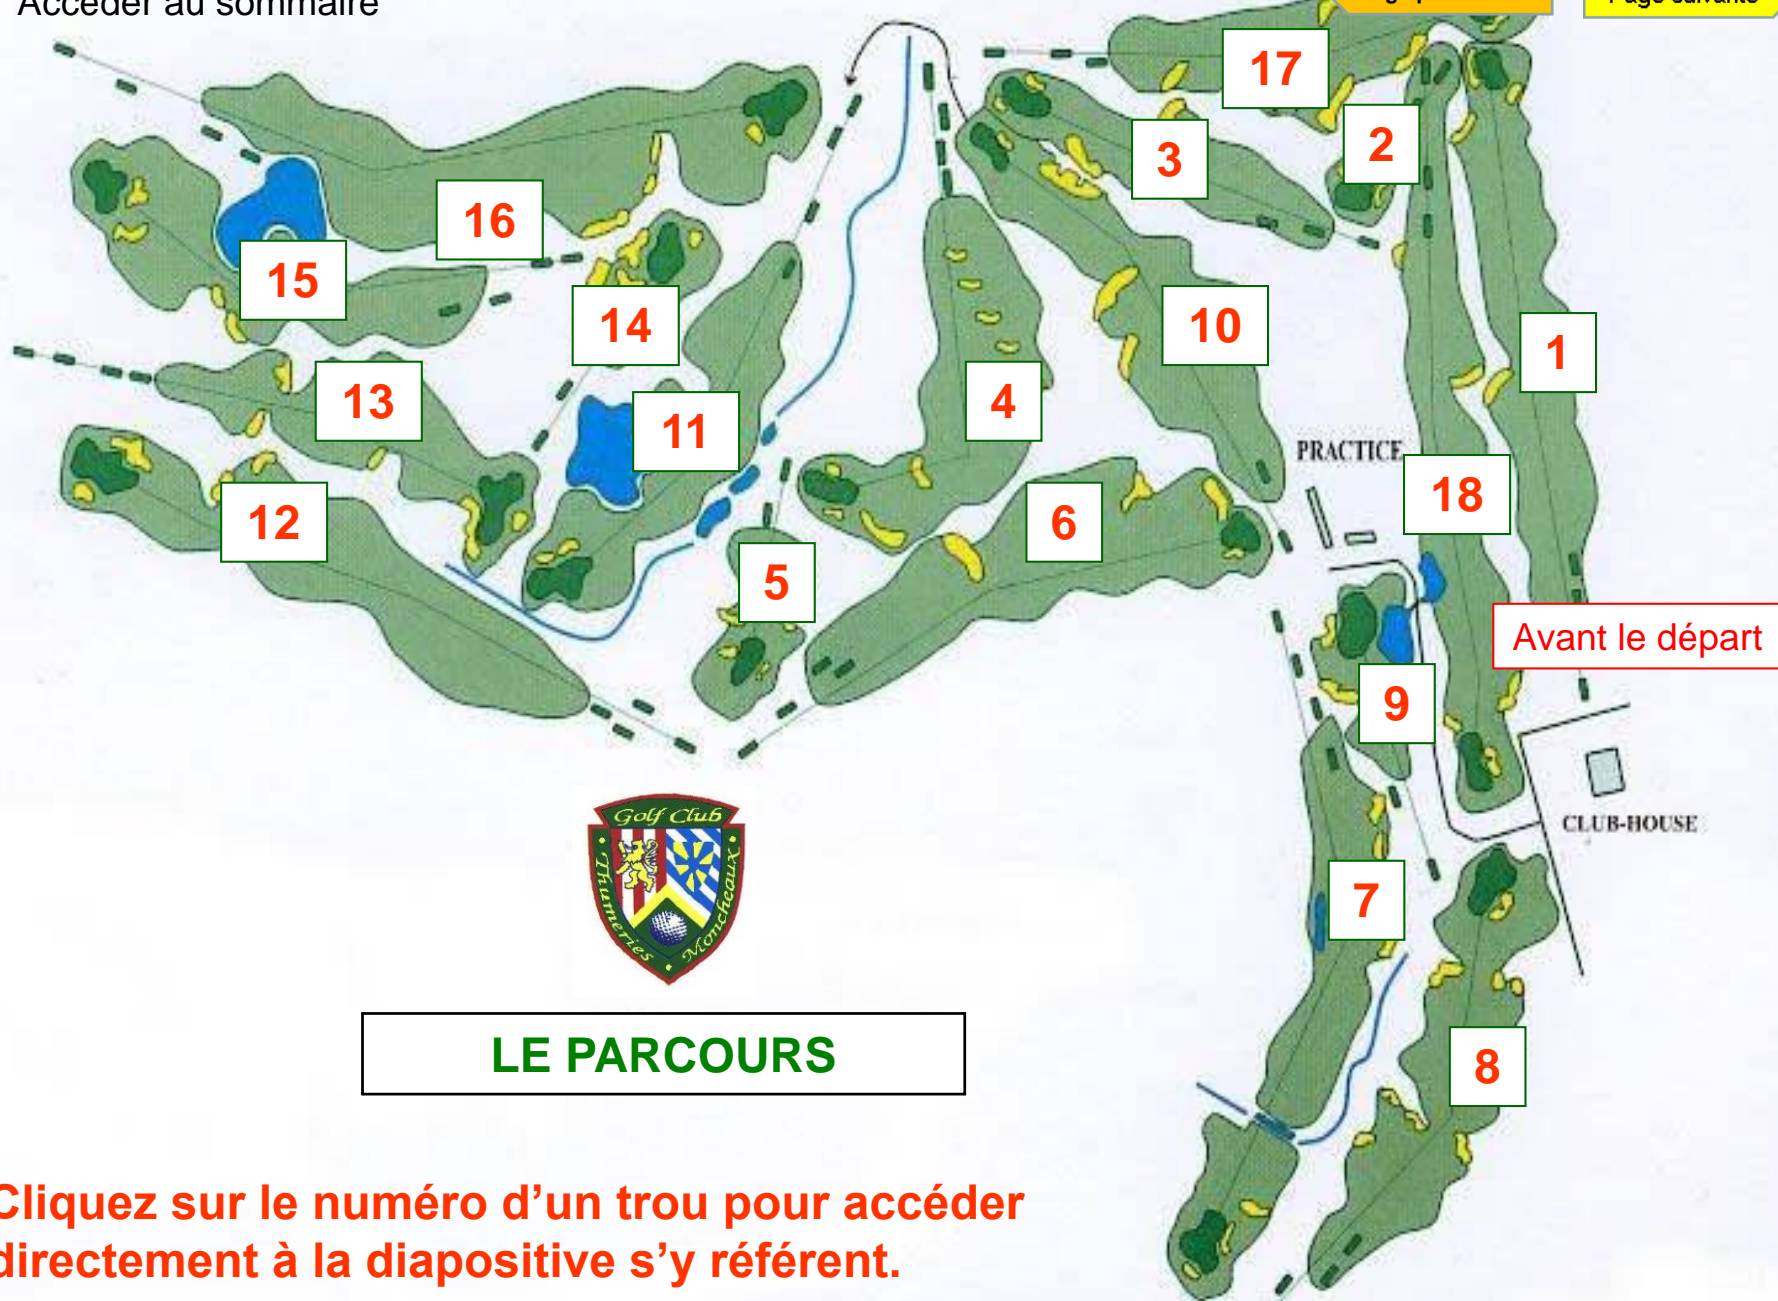 Accéder au sommaire
Page suivante
17
2
3
16
15
14
10
1
13
11
4
PRACTICE
18
12
6
5
Avant le départ
9
Golf Club
Thumeries
Moncheaux
CLUB-HOUSE
7
LE PARCOURS
8
Cliquez sur le numéro d’un trou pour accéder
directement à la diapositive s’y référent.